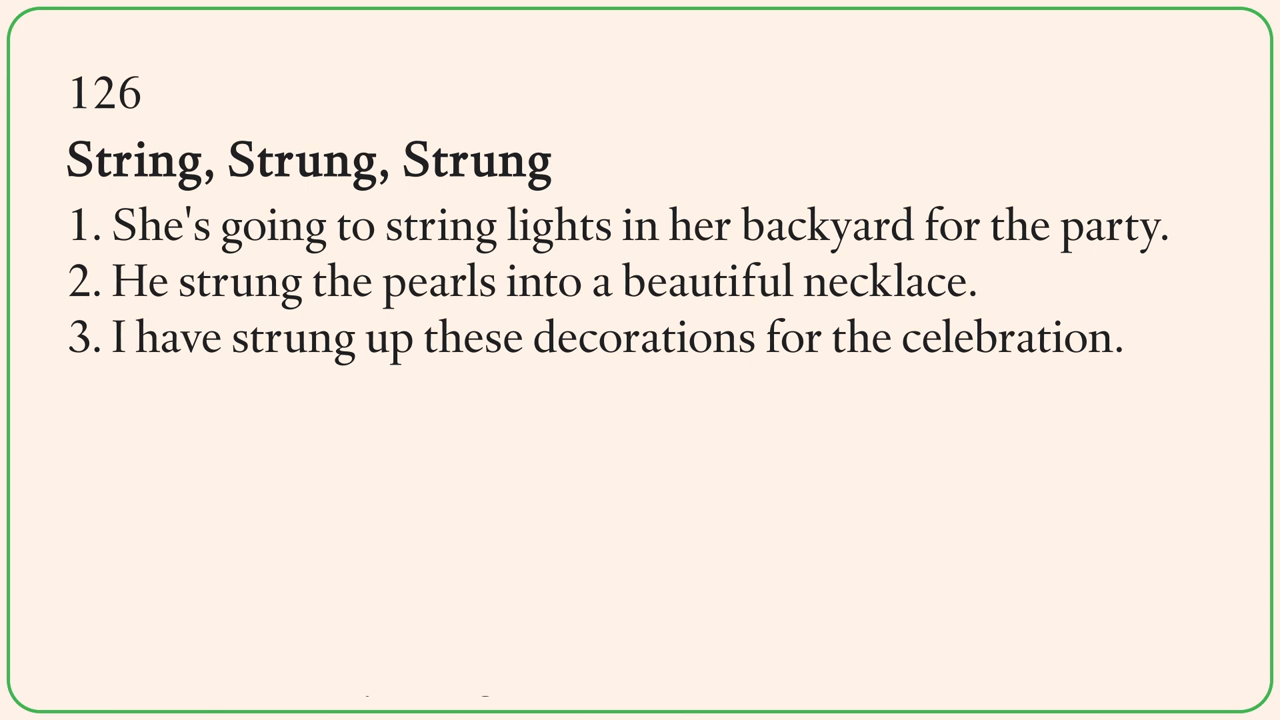 126
String, Strung, Strung
1. She's going to string lights in her backyard for the party.
2. He strung the pearls into a beautiful necklace.
3. I have strung up these decorations for the celebration.